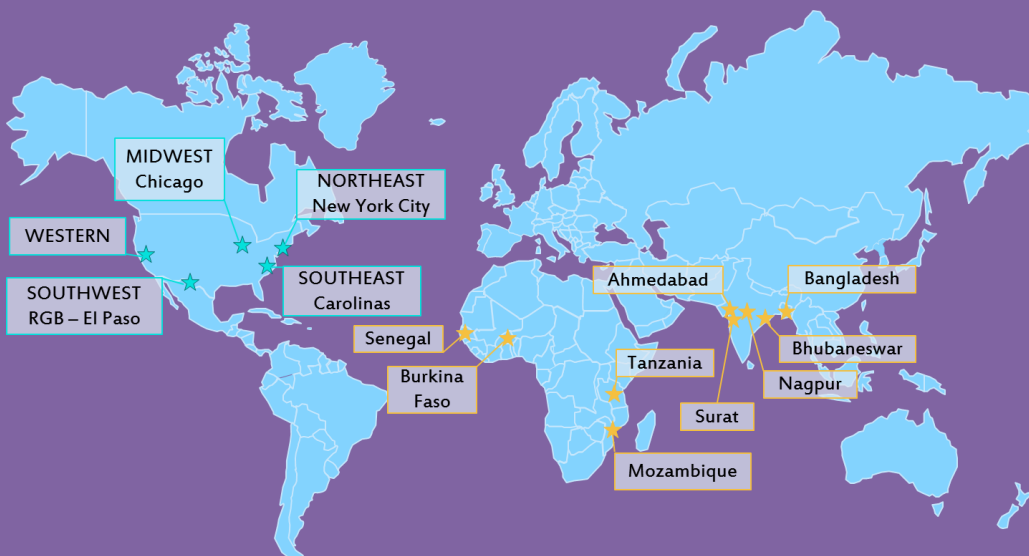 MIDWEST
Chicago
NORTHEAST
New York City
WESTERN
SOUTHWEST
RGB – El Paso
SOUTHEAST
Carolinas
Ahmedabad
Bangladesh
Senegal
Bhubaneswar
Burkina
Faso
Tanzania
Nagpur
Surat
Mozambique